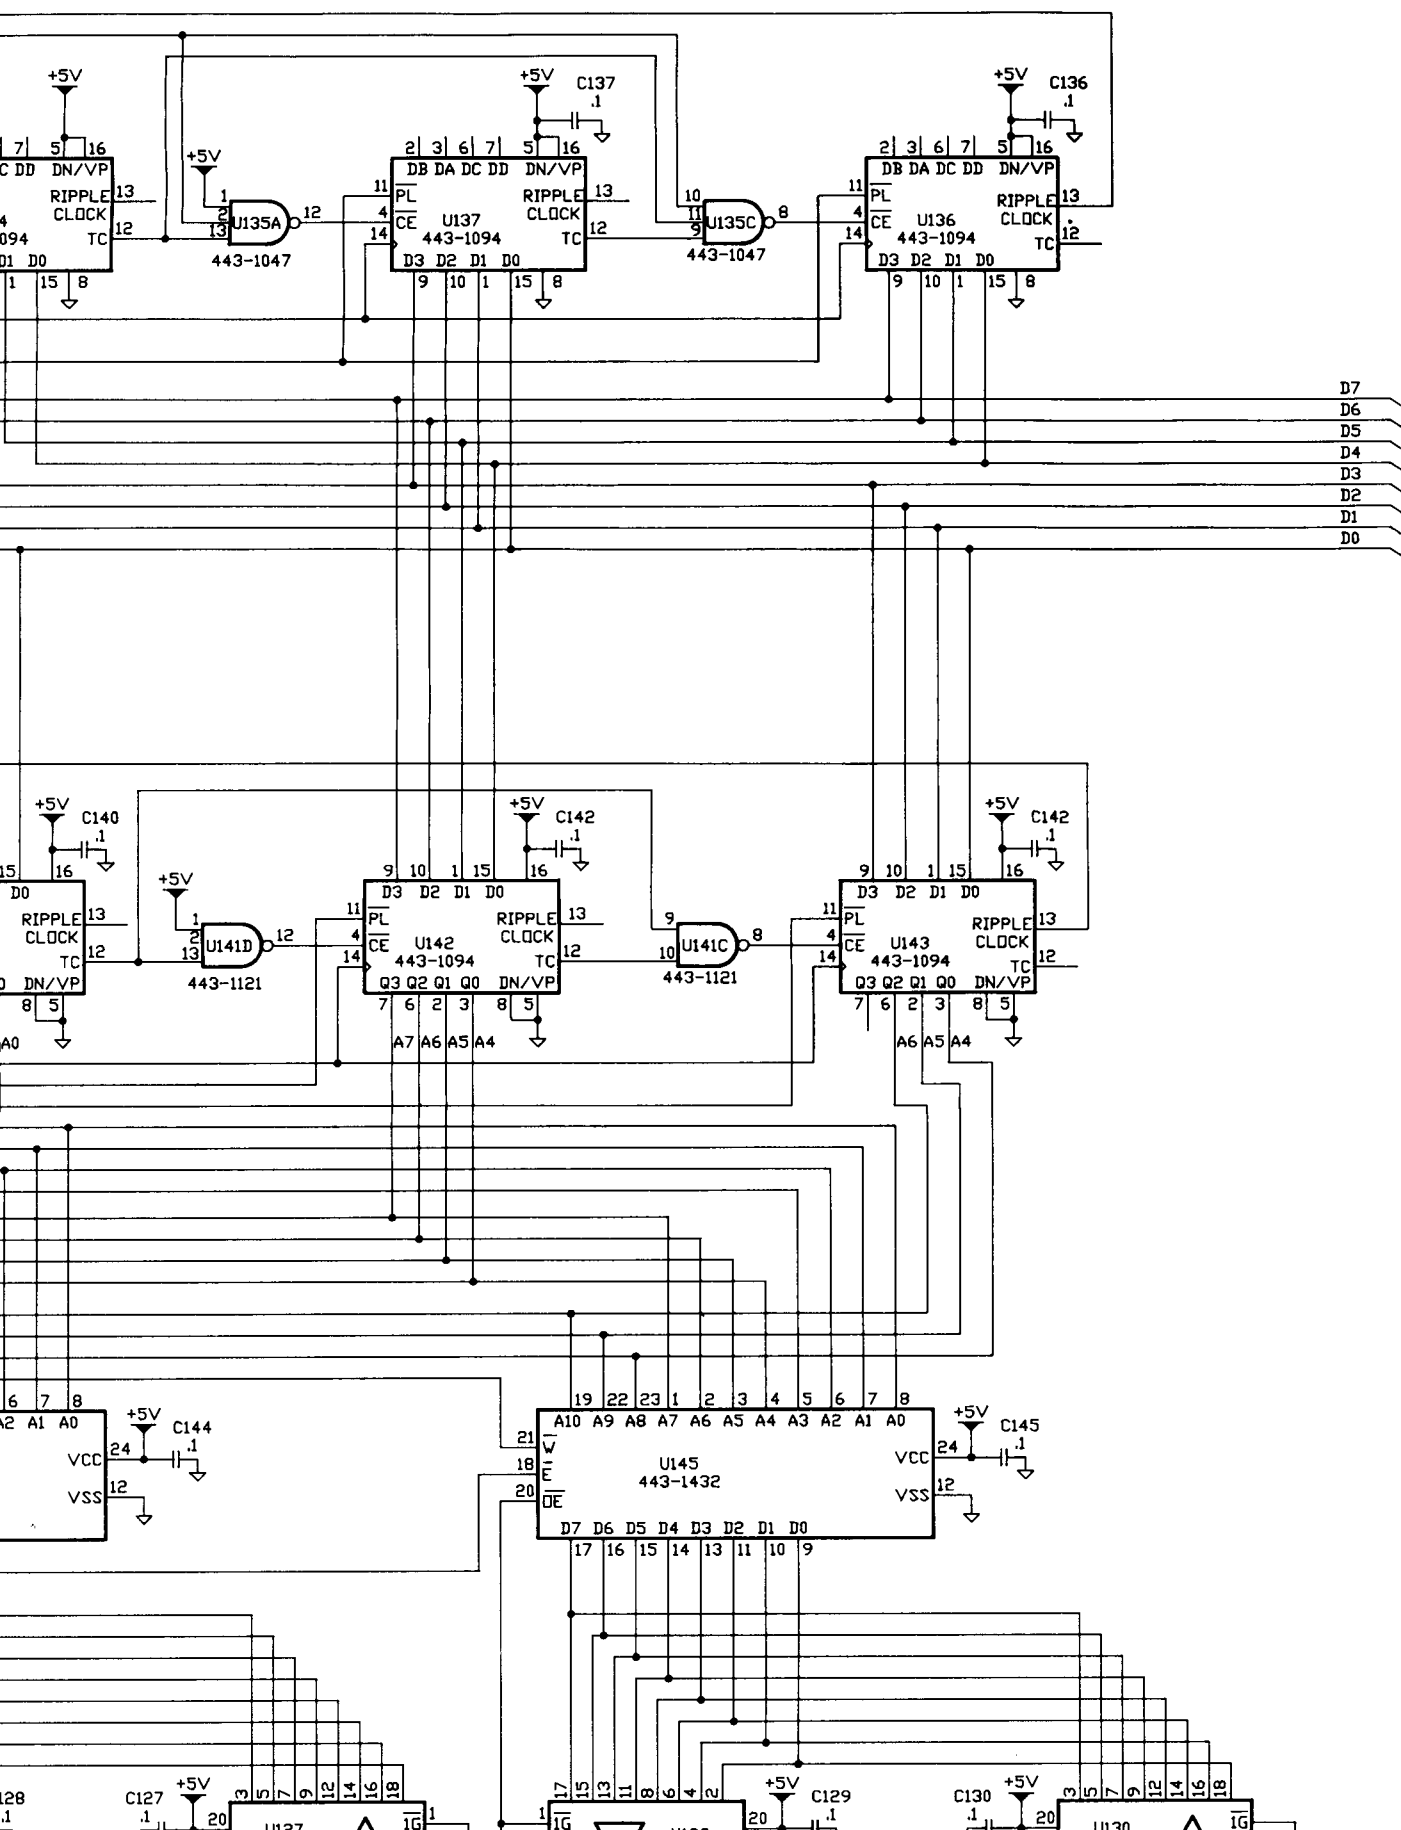 +5V +5V C137 .1 +5V C136 .1
7 5 16 2 3 6 7 5 16 2 3 6 7 5 16
C DD DN/VP DB DA DC DD DN/VP DB DA DC DD DN/VP
+5V
RIPPLE 13 CLOCK 1 11 PL RIPPLE 13 CLOCK 10 11 PL RIPPLE 13 CLOCK
4 2 U135A 12 4 CE U137 11 U135C 8 4 CE U136
094 TC 12 13 443-1047 14 443-1094 TC 12 9 443-1047 14 443-1094 TC 12
D1 D0 D3 D2 D1 D0 D3 D2 D1 D0
1 15 8 9 10 1 15 8 9 10 1 15 8
D7
D6
D5
D4
D3
D2
D1
D0
+5V C140 .1 +5V C142 .1 +5V C142 .1
15 16 9 10 1 15 16 9 10 1 15 16
D0 D3 D2 D1 D0 D3 D2 D1 D0
+5V
RIPPLE 13 CLOCK 1 11 PL RIPPLE 13 CLOCK 9 11 PL RIPPLE 13 CLOCK
2 U141D 12 4 CE U142 U141C 8 4 CE U143
TC 12 13 443-1121 14 443-1094 TC 12 10 443-1121 14 443-1094 TC 12
DN/VP Q3 Q2 Q1 Q0 DN/VP Q3 Q2 Q1 Q0 DN/VP
8 5 7 6 2 3 8 5 7 6 2 3 8 5
A0 A7 A6 A5 A4 A6 A5 A4
6 7 8 19 22 23 1 2 3 4 5 6 7 8
A2 A1 A0 A10 A9 A8 A7 A6 A5 A4 A3 A2 A1 A0
+5V C144 .1 +5V C145 .1
VCC 24 21 W VCC 24
18 E U145
VSS 12 20 OE 443-1432 VSS 12
D7 D6 D5 D4 D3 D2 D1 D0
17 16 15 14 13 11 10 9
3 5 7 9 12 14 16 18 17 15 13 11 8 6 4 2 3 5 7 9 12 14 16 18
128 .1 C127 .1 +5V 20 U127 1G 1 1 1G +5V 20 C129 .1 C130 .1 +5V 20 U130 1G 1